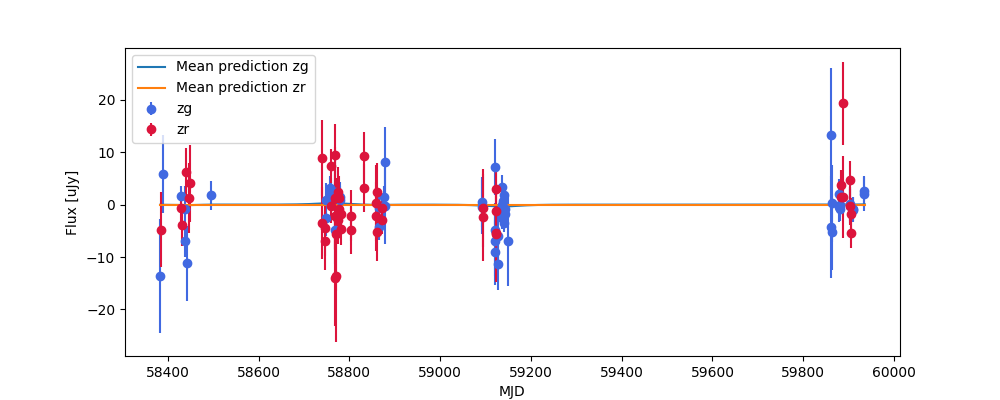 Mean prediction zg
Mean prediction zr
zg
zr
Flux [uJy]
20
10
0
−10
−20
58400
58600
58800
59000
59200
59400
59600
59800
60000
MJD